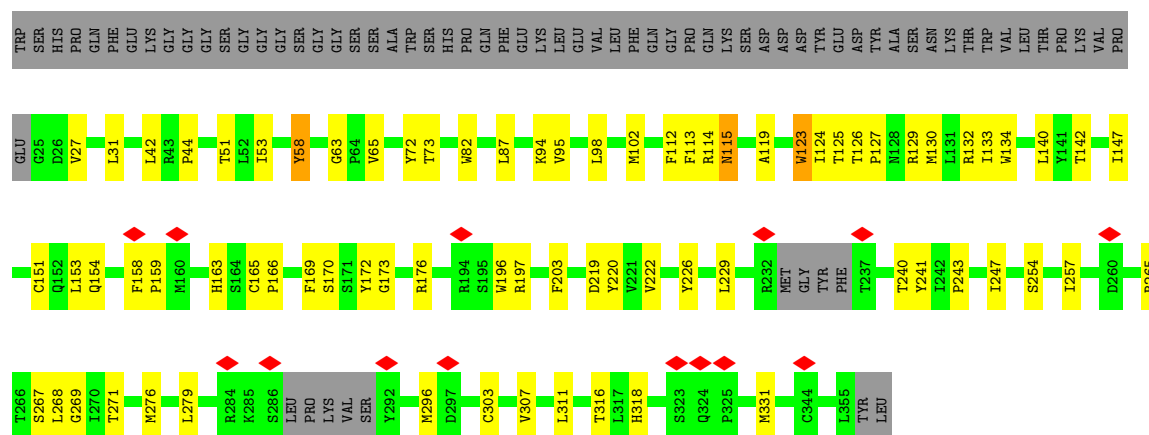 TRP SER HIS PRO GLN PHE GLU LYS GLY GLY GLY SER GLY GLY GLY SER GLY GLY SER SER ALA TRP SER HIS PRO GLN PHE GLU LYS LEU GLU VAL LEU PHE GLN GLY PRO GLN LYS SER ASP ASP ASP TYR GLU ASP TYR ALA SER ASN LYS THR TRP VAL LEU THR PRO LYS VAL PRO
GLU G25 D26 V27 L31 L42 R43 P44 T51 L52 I53 Y58 G63 P64 V65 Y72 T73 W82 L87 K94 V95 L98 M102 F112 F113 R114 N115 A119 W123 I124 T125 T126 P127 N128 R129 M130 L131 R132 I133 W134 L140 Y141 T142 I147
C151 Q152 L153 Q154 F158 P159 M160 H163 S164 C165 P166 F169 S170 S171 Y172 G173 R176 R194 S195 W196 R197 F203 D219 Y220 V221 V222 Y226 L229 R232 MET GLY TYR PHE T237 T240 Y241 I242 P243 I247 S254 I257 D260
T266 S267 L268 G269 I270 T271 M276 L279 R284 K285 S286 LEU PRO LYS VAL SER Y292 M296 D297 C303 V307 L311 T316 L317 H318 S323 Q324 P325 M331 C344 L355 TYR LEU